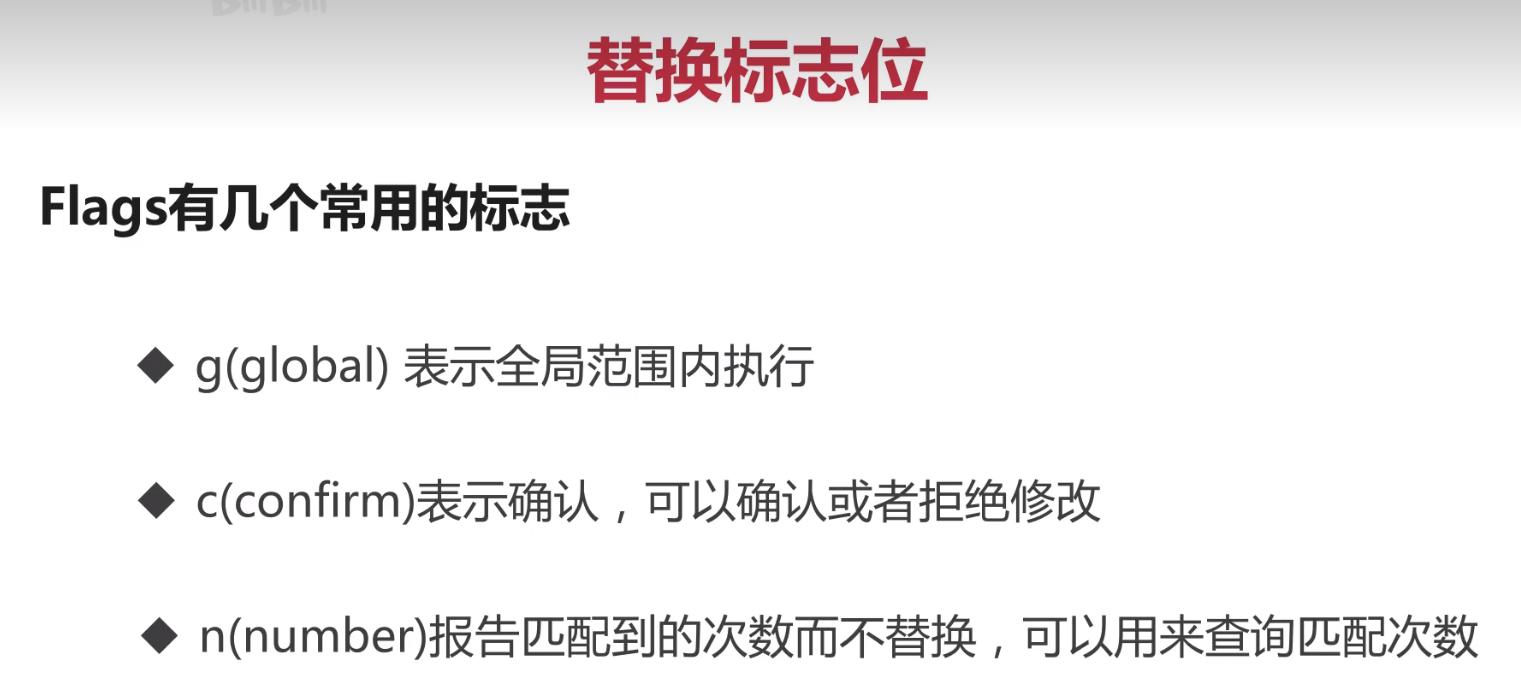 替换标志位
Flags有几个常用的标志
◆ g(global) 表示全局范围内执行
◆ c(confirm)表示确认，可以确认或者拒绝修改
◆ n(number)报告匹配到的次数而不替换，可以用来查询匹配次数